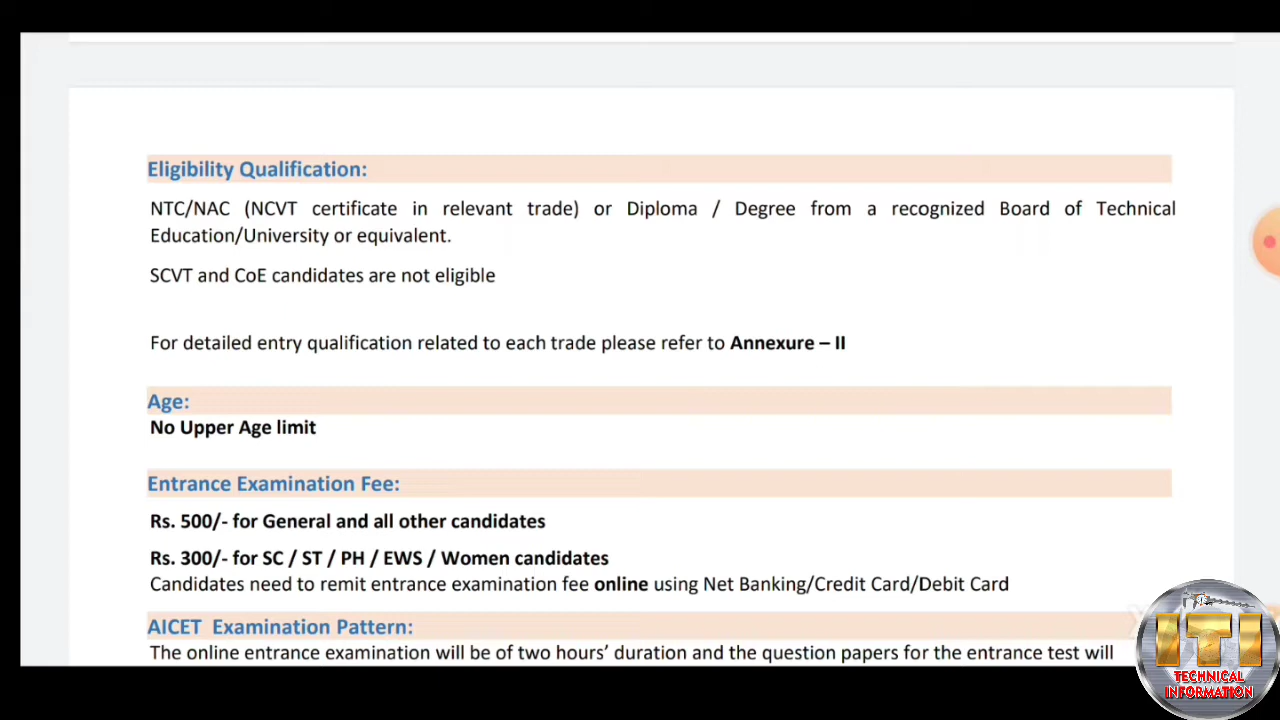 Eligibility Qualification:
NTC/NAC (NCVT certificate in relevant trade) or Diploma / Degree from a recognized Board of Technical
Education/University or equivalent.
SCVT and CoE candidates are not eligible
For detailed entry qualification related to each trade please refer to Annexure – II
Age:
No Upper Age limit
Entrance Examination Fee:
Rs. 500/- for General and all other candidates
Rs. 300/- for SC / ST / PH / EWS / Women candidates
Candidates need to remit entrance examination fee online using Net Banking/Credit Card/Debit Card
AICET Examination Pattern:
The online entrance examination will be of two hours’ duration and the question papers for the entrance test will
ITI
TECHNICAL
INFORMATION